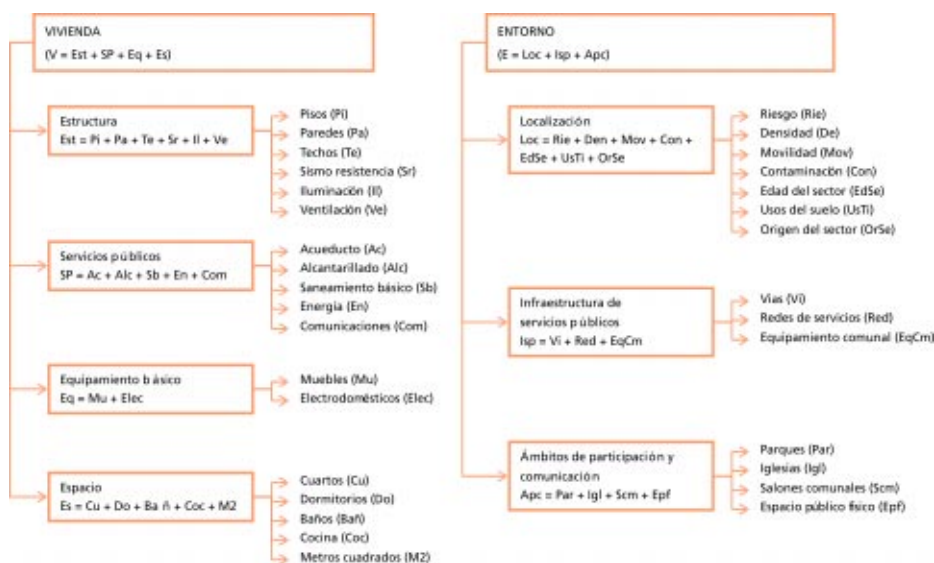 VIVIENDA
(V = Est + SP + Eq + Es)
Estructura
Est = Pi + Pa + Te + Sr + Il + Ve
Pisos (Pi)
Paredes (Pa)
Techos (Te)
Sismo resistencia (Sr)
Iluminación (Il)
Ventilación (Ve)
Servicios públicos
SP = Ac + Alc + Sb + En + Com
Acueducto (Ac)
Alcantarillado (Alc)
Saneamiento básico (Sb)
Energía (En)
Comunicaciones (Com)
Equipamiento b ásico
Eq = Mu + Elec
Muebles (Mu)
Electrodomésticos (Elec)
Espacio
Es = Cu + Do + Ba ñ + Coc + M2
Cuartos (Cu)
Dormitorios (Do)
Baños (Bañ)
Cocina (Coc)
Metros cuadrados (M2)
ENTORNO
(E = Loc + Isp + Apc)
Localización
Loc = Rie + Den + Mov + Con +
EdSe + UsTi + OrSe
Riesgo (Rie)
Densidad (De)
Movilidad (Mov)
Contaminación (Con)
Edad del sector (EdSe)
Usos del suelo (UsTi)
Origen del sector (OrSe)
Infraestructura de
servicios p úblicos
Isp = Vi + Red + EqCm
Vias (Vi)
Redes de servicios (Red)
Equipamiento comunal (EqCm)
Ámbitos de participación y
comunicación
Apc = Par + Igl + Scm + Epf
Parques (Par)
Iglesias (Igl)
Salones comunales (Scm)
Espacio público físico (Epf)